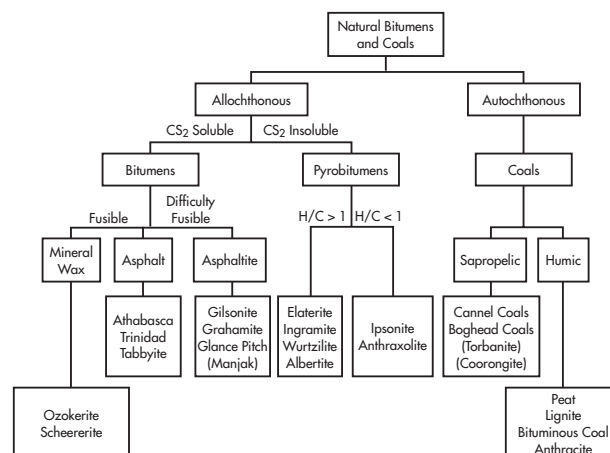 Natural Bitumens
and Coals
Allochthonous
Autochthonous
CS2 Soluble
CS2 Insoluble
Bitumens
Pyrobitumens
Coals
Fusible
Difficulty
Fusible
H/C > 1
H/C < 1
Mineral
Wax
Asphalt
Asphaltite
Sapropelic
Humic
Athabasca
Trinidad
Tabbyite
Gilsonite
Grahamite
Glance Pitch
(Manjak)
Elaterite
Ingramite
Wurtzilite
Albertite
Ipsonite
Anthraxolite
Cannel Coals
Boghead Coals
(Torbanite)
(Coorongite)
Ozokerite
Scheererite
Peat
Lignite
Bituminous Coal
Anthracite